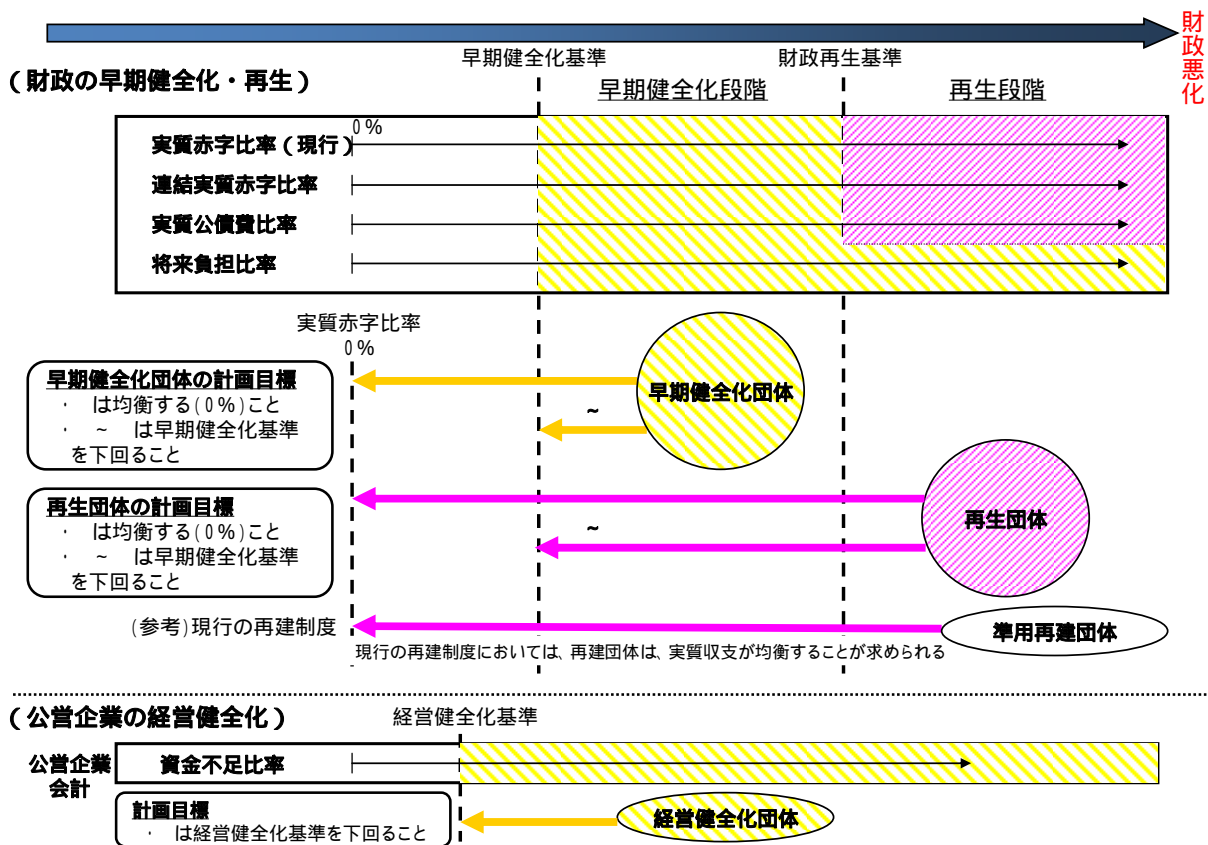 財政悪化
早期健全化基準
財政再生基準
（財政の早期健全化・再生）
早期健全化段階
再生段階
0％
実質赤字比率（現行）
連結実質赤字比率
実質公債費比率
将来負担比率
実質赤字比率
0％
早期健全化団体の計画目標
・　は均衡する(0％)こと
・　～　は早期健全化基準
を下回ること
～
早期健全化団体
再生団体の計画目標
・　は均衡する(0％)こと
・　～　は早期健全化基準
を下回ること
～
再生団体
(参考)現行の再建制度
準用再建団体
現行の再建制度においては、再建団体は、実質収支が均衡することが求められる
（公営企業の経営健全化）
経営健全化基準
公営企業
会計
資金不足比率
計画目標
・　は経営健全化基準を下回ること
経営健全化団体